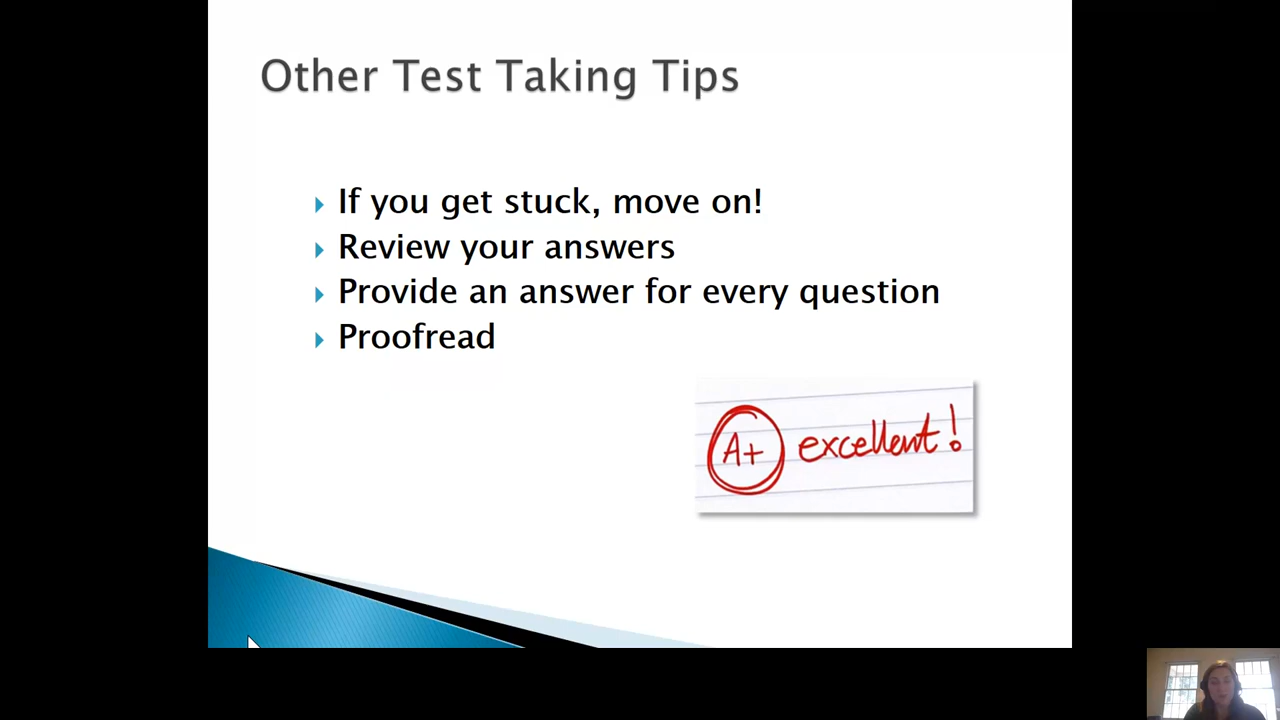 Other Test Taking Tips
If you get stuck, move on!
Review your answers
Provide an answer for every question
Proofread
A+ excellent!